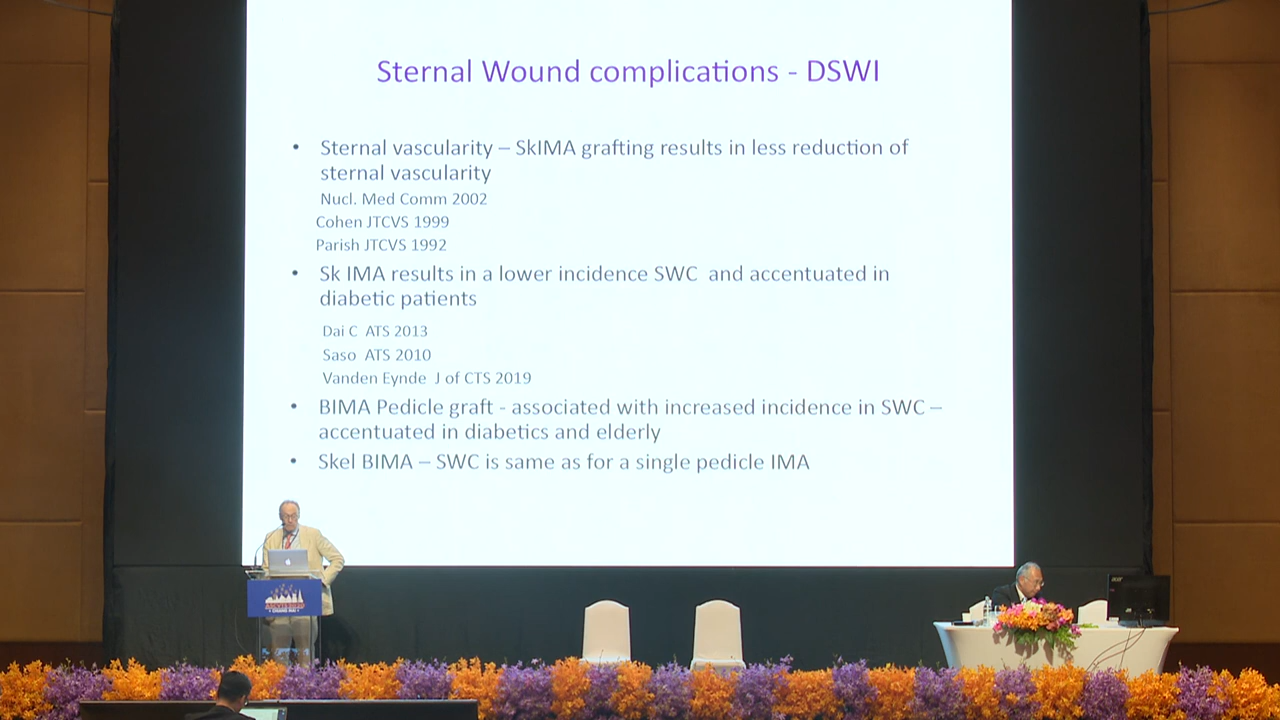 Sternal Wound complications - DSWI
• Sternal vascularity – SkIMA grafting results in less reduction of
sternal vascularity
Nucl. Med Comm 2002
Cohen JTCVS 1999
Parish JTCVS 1992
• Sk IMA results in a lower incidence SWC and accentuated in
diabetic patients
Dai C ATS 2013
Saso ATS 2010
Vanden Eynde J of CTS 2019
• BIMA Pedicle graft - associated with increased incidence in SWC –
accentuated in diabetics and elderly
• Skel BIMA – SWC is same as for a single pedicle IMA
acer